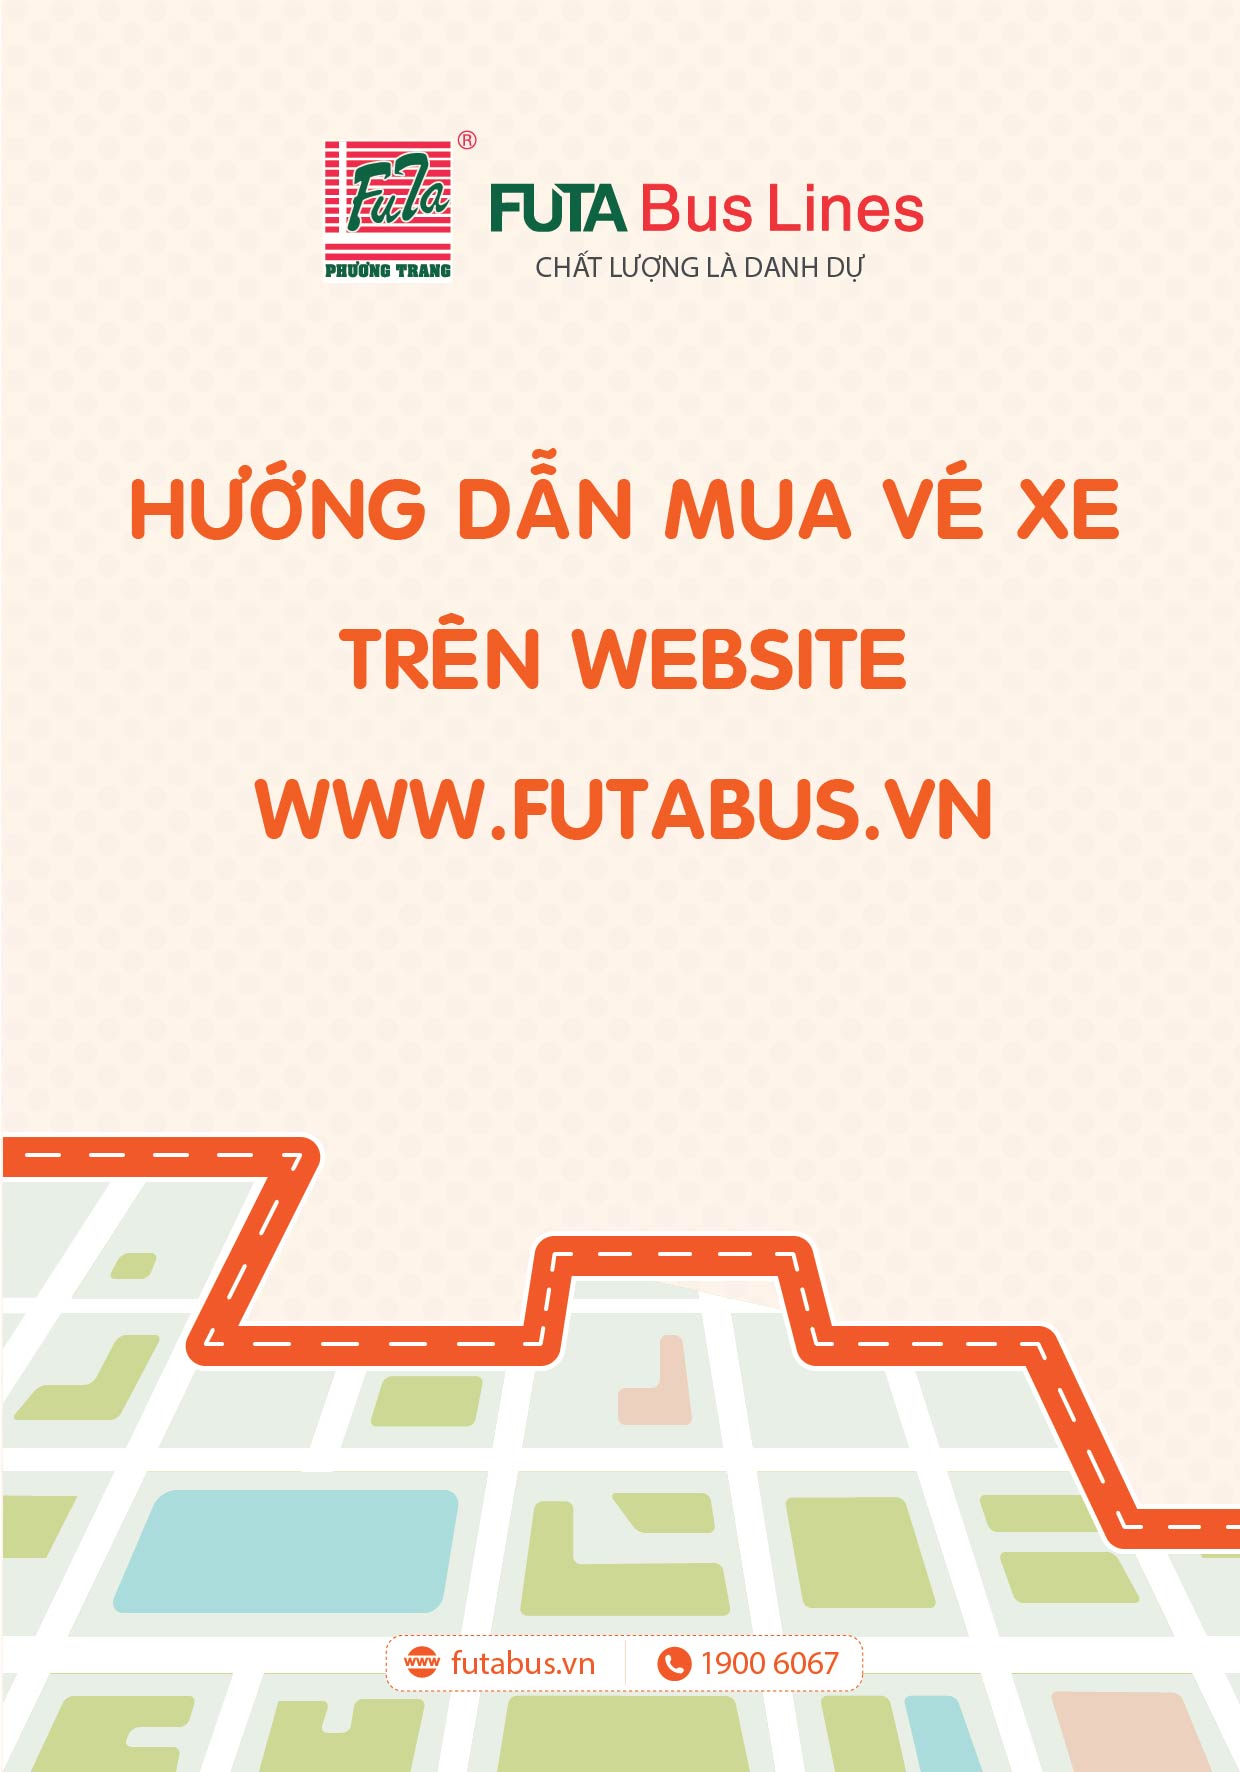 FuTa ®
PHƯƠNG TRANG
FUTA Bus Lines
CHẤT LƯỢNG LÀ DANH DỰ
HƯỚNG DẪN MUA VÉ XE
TRÊN WEBSITE
WWW.FUTABUS.VN
www futabus.vn
1900 6067